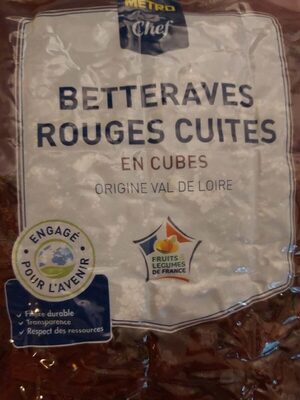 METRO
Chef
BETTERAVES
ROUGES CUITES
EN CUBES
ORIGINE VAL DE LOIRE
ENGAGÉ
POUR L'AVENIR
FRUITS
LEGUMES
DE FRANCE
Filière durable
Transparence
Respect des ressources